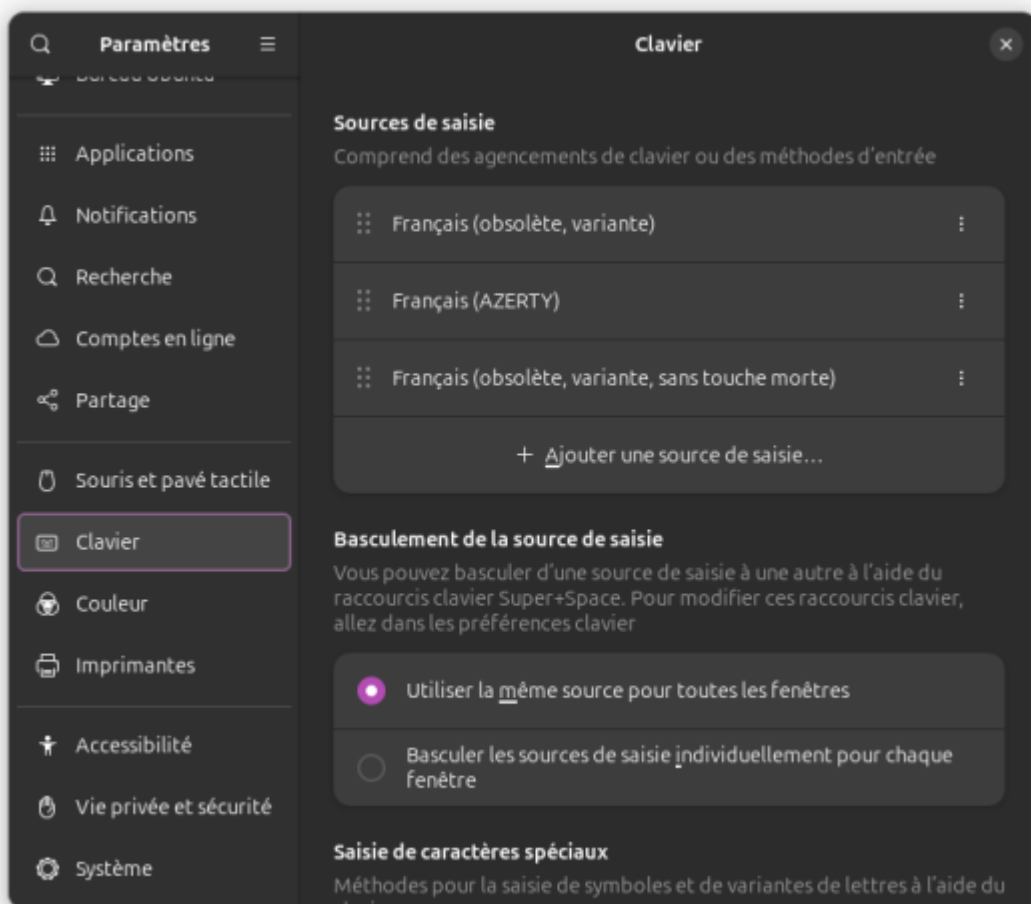 Paramètres
Clavier
Bureau Ubuntu
Applications
Notifications
Recherche
Comptes en ligne
Partage
Souris et pavé tactile
Clavier
Couleur
Imprimantes
Accessibilité
Vie privée et sécurité
Système
Sources de saisie
Comprend des agencements de clavier ou des méthodes d'entrée
Français (obsolète, variante)
Français (AZERTY)
Français (obsolète, variante, sans touche morte)
+ Ajouter une source de saisie…
Basculement de la source de saisie
Vous pouvez basculer d'une source de saisie à une autre à l'aide du
raccourcis clavier Super+Space. Pour modifier ces raccourcis clavier,
allez dans les préférences clavier
Utiliser la même source pour toutes les fenêtres
Basculer les sources de saisie individuellement pour chaque
fenêtre
Saisie de caractères spéciaux
Méthodes pour la saisie de symboles et de variantes de lettres à l'aide du